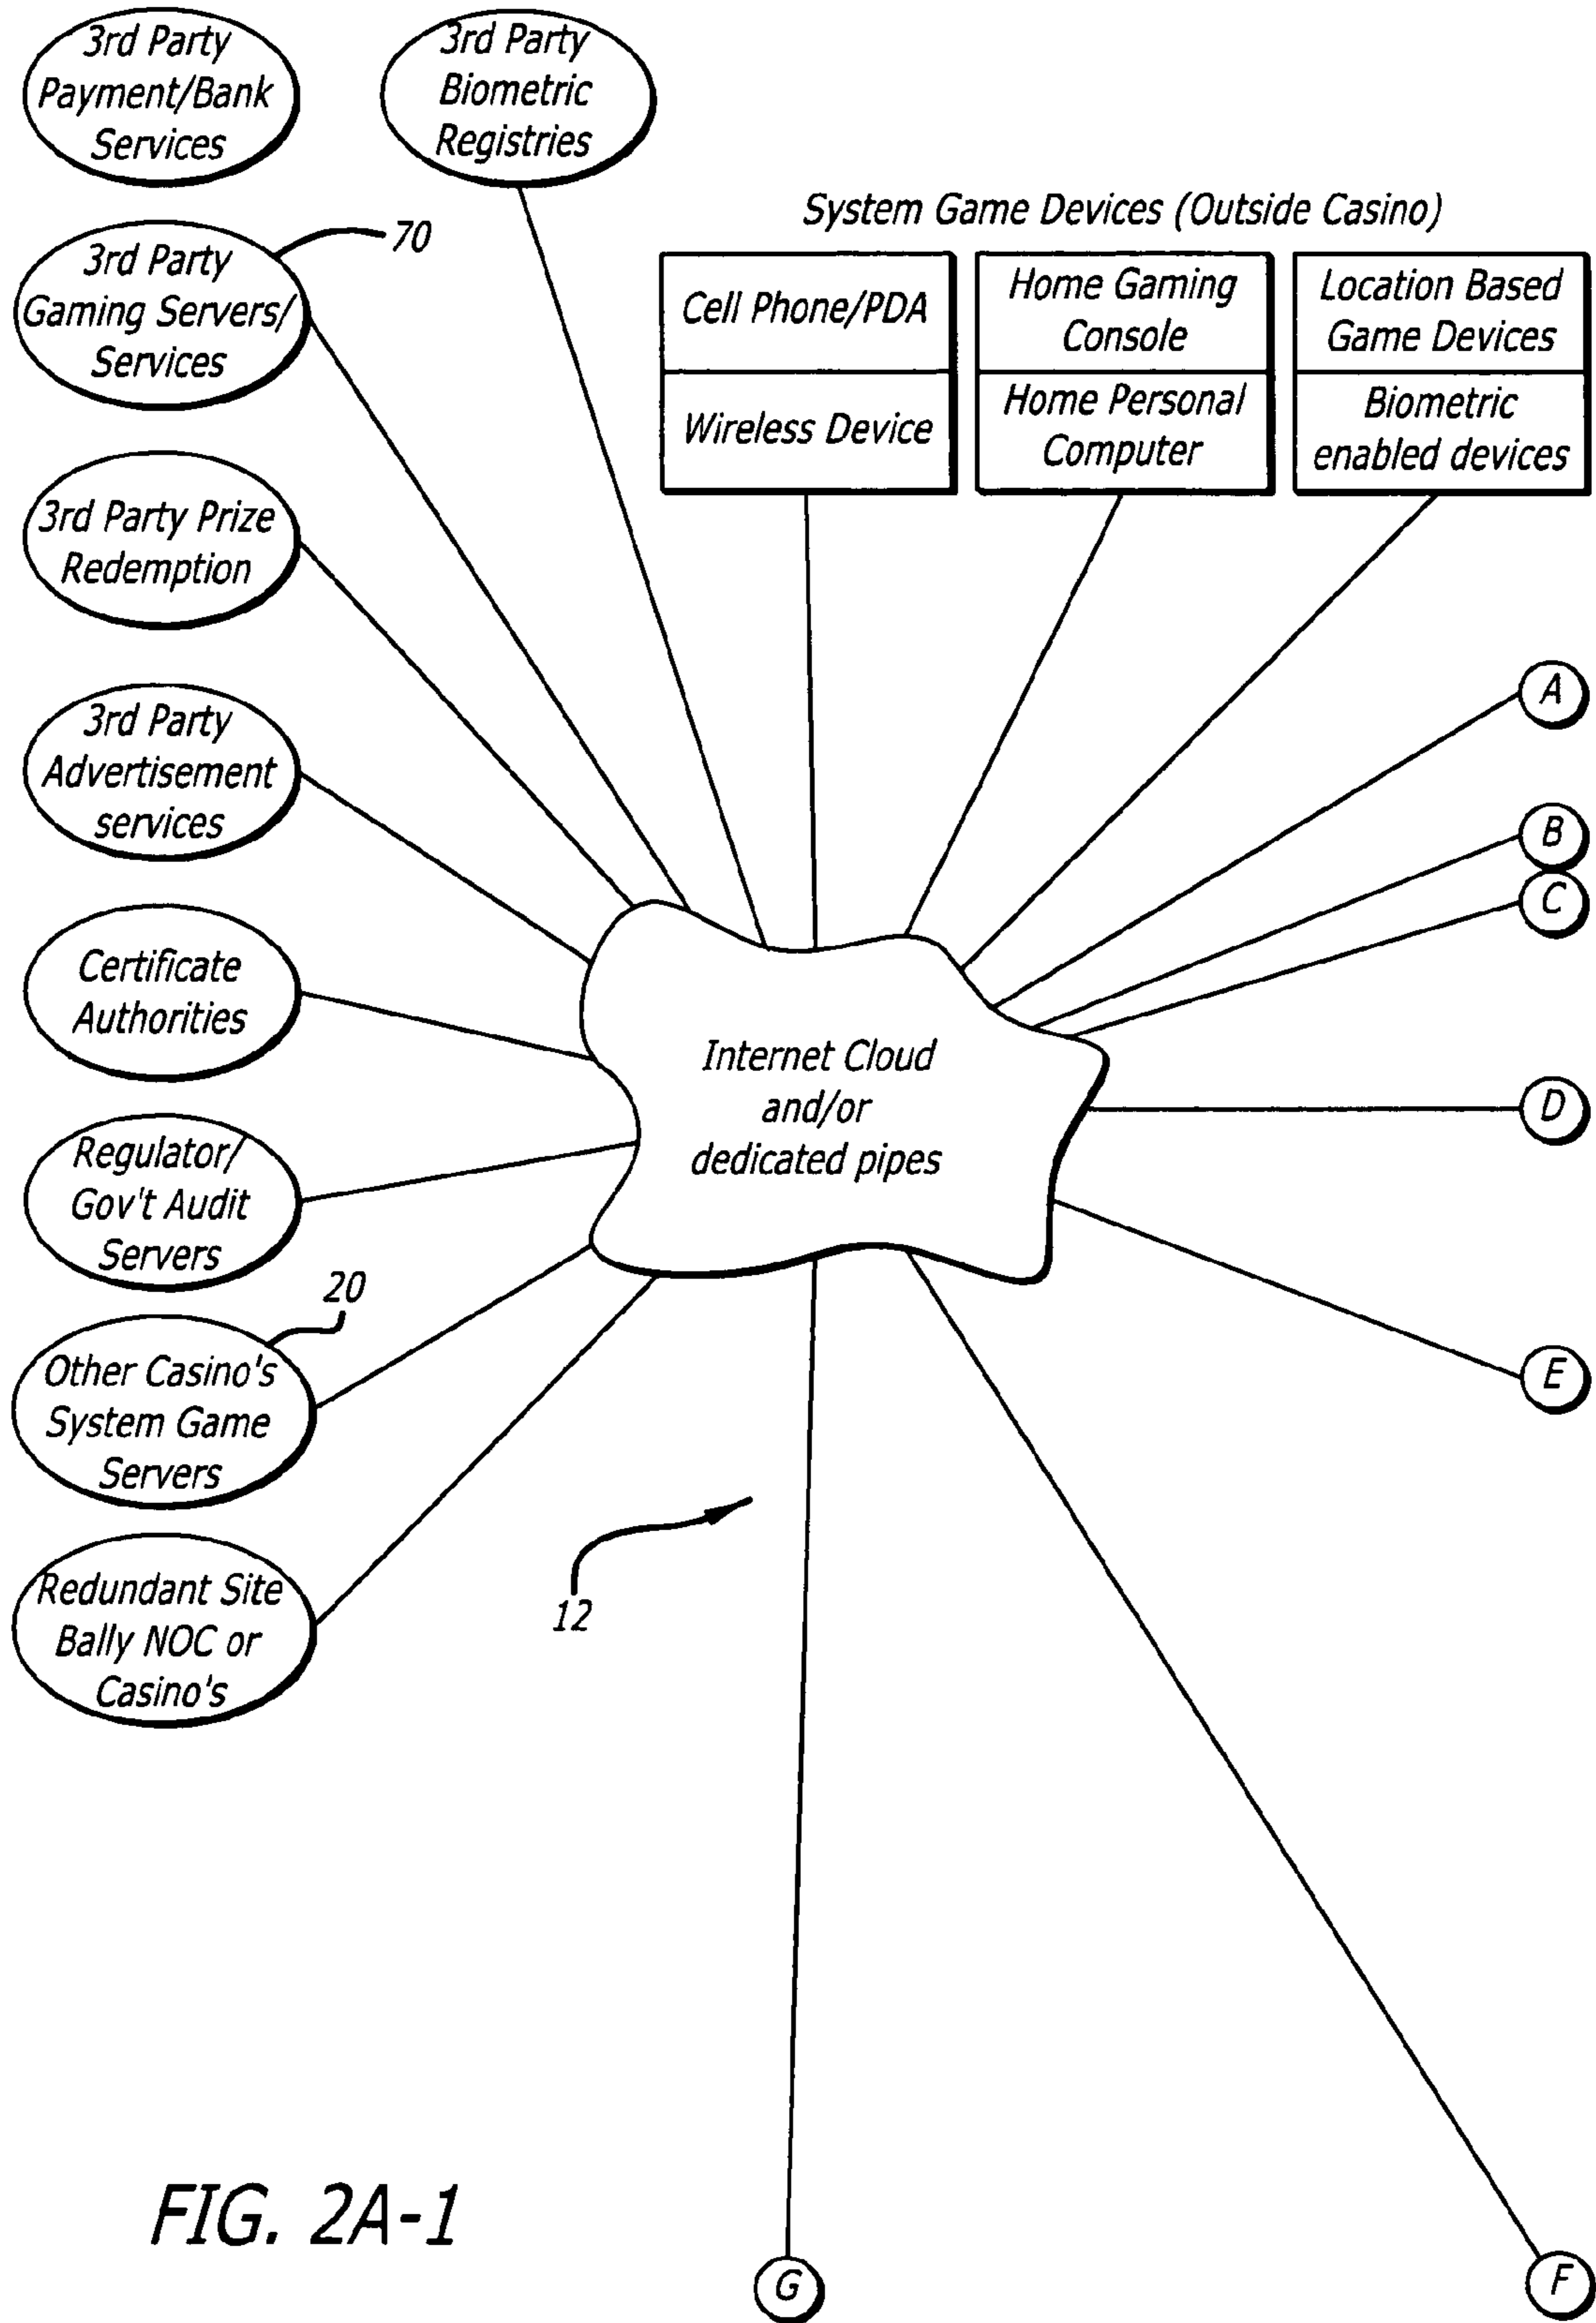 3rd Party
Payment/Bank
Services
3rd Party
Biometric
Registries
System Game Devices (Outside Casino)
70
3rd Party
Gaming Servers/
Services
Cell Phone/PDA
Wireless Device
Home Gaming
Console
Home Personal
Computer
Location Based
Game Devices
Biometric
enabled devices
3rd Party Prize
Redemption
A
3rd Party
Advertisement
services
B
C
Certificate
Authorities
Internet Cloud
and/or
dedicated pipes
D
Regulator/
Gov't Audit
Servers
20
Other Casino's
System Game
Servers
E
12
Redundant Site
Bally NOC or
Casino's
FIG. 2A-1
G
F